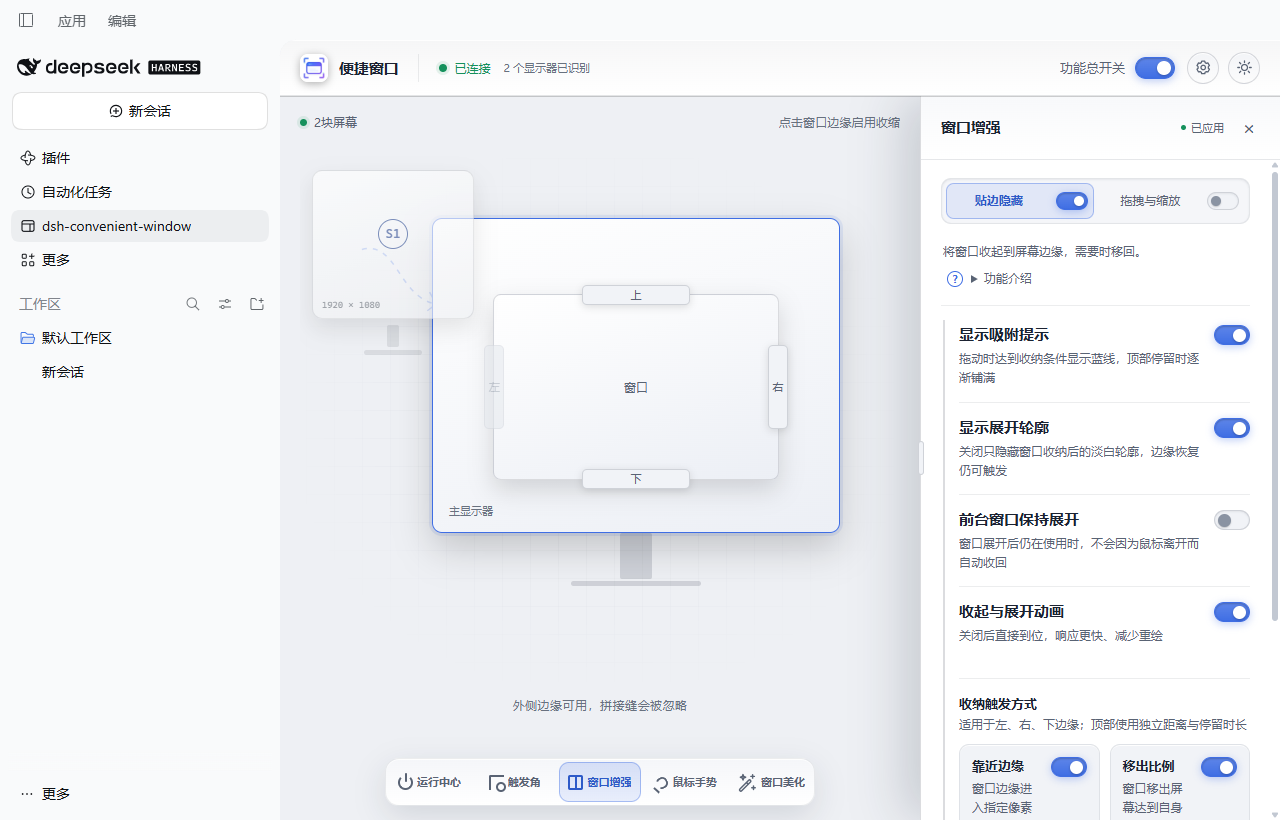 应用 编辑
deepseek HARNESS
新会话
插件
自动化任务
dsh-convenient-window
更多
工作区
默认工作区
新会话
更多
便捷窗口 已连接 2 个显示器已识别 功能总开关
2块屏幕 点击窗口边缘启用收缩
S1
1920 × 1080
上
左 窗口 右
下
主显示器
外侧边缘可用，拼接缝会被忽略
运行中心 触发角 窗口增强 鼠标手势 窗口美化
窗口增强 已应用
贴边隐藏 拖拽与缩放
将窗口收起到屏幕边缘，需要时移回。
? 功能介绍
显示吸附提示
拖动时达到收纳条件显示蓝线，顶部停留时逐
渐铺满
显示展开轮廓
关闭只隐藏窗口收纳后的淡白轮廓，边缘恢复
仍可触发
前台窗口保持展开
窗口展开后仍在使用时，不会因为鼠标离开而
自动收回
收起与展开动画
关闭后直接到位，响应更快、减少重绘
收纳触发方式
适用于左、右、下边缘；顶部使用独立距离与停留时长
靠近边缘
窗口边缘进
入指定像素
移出比例
窗口移出屏
幕达到自身